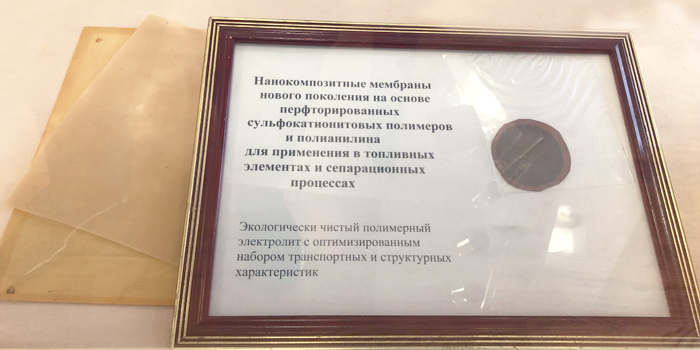 Нанокомпозитные мембраны
нового поколения на основе
перфторированных
сульфокатионитовых полимеров
и полианилина
для применения в топливных
элементах и сепарационных
процессах
Экологически чистый полимерный
электролит с оптимизированным
набором транспортных и структурных
характеристик